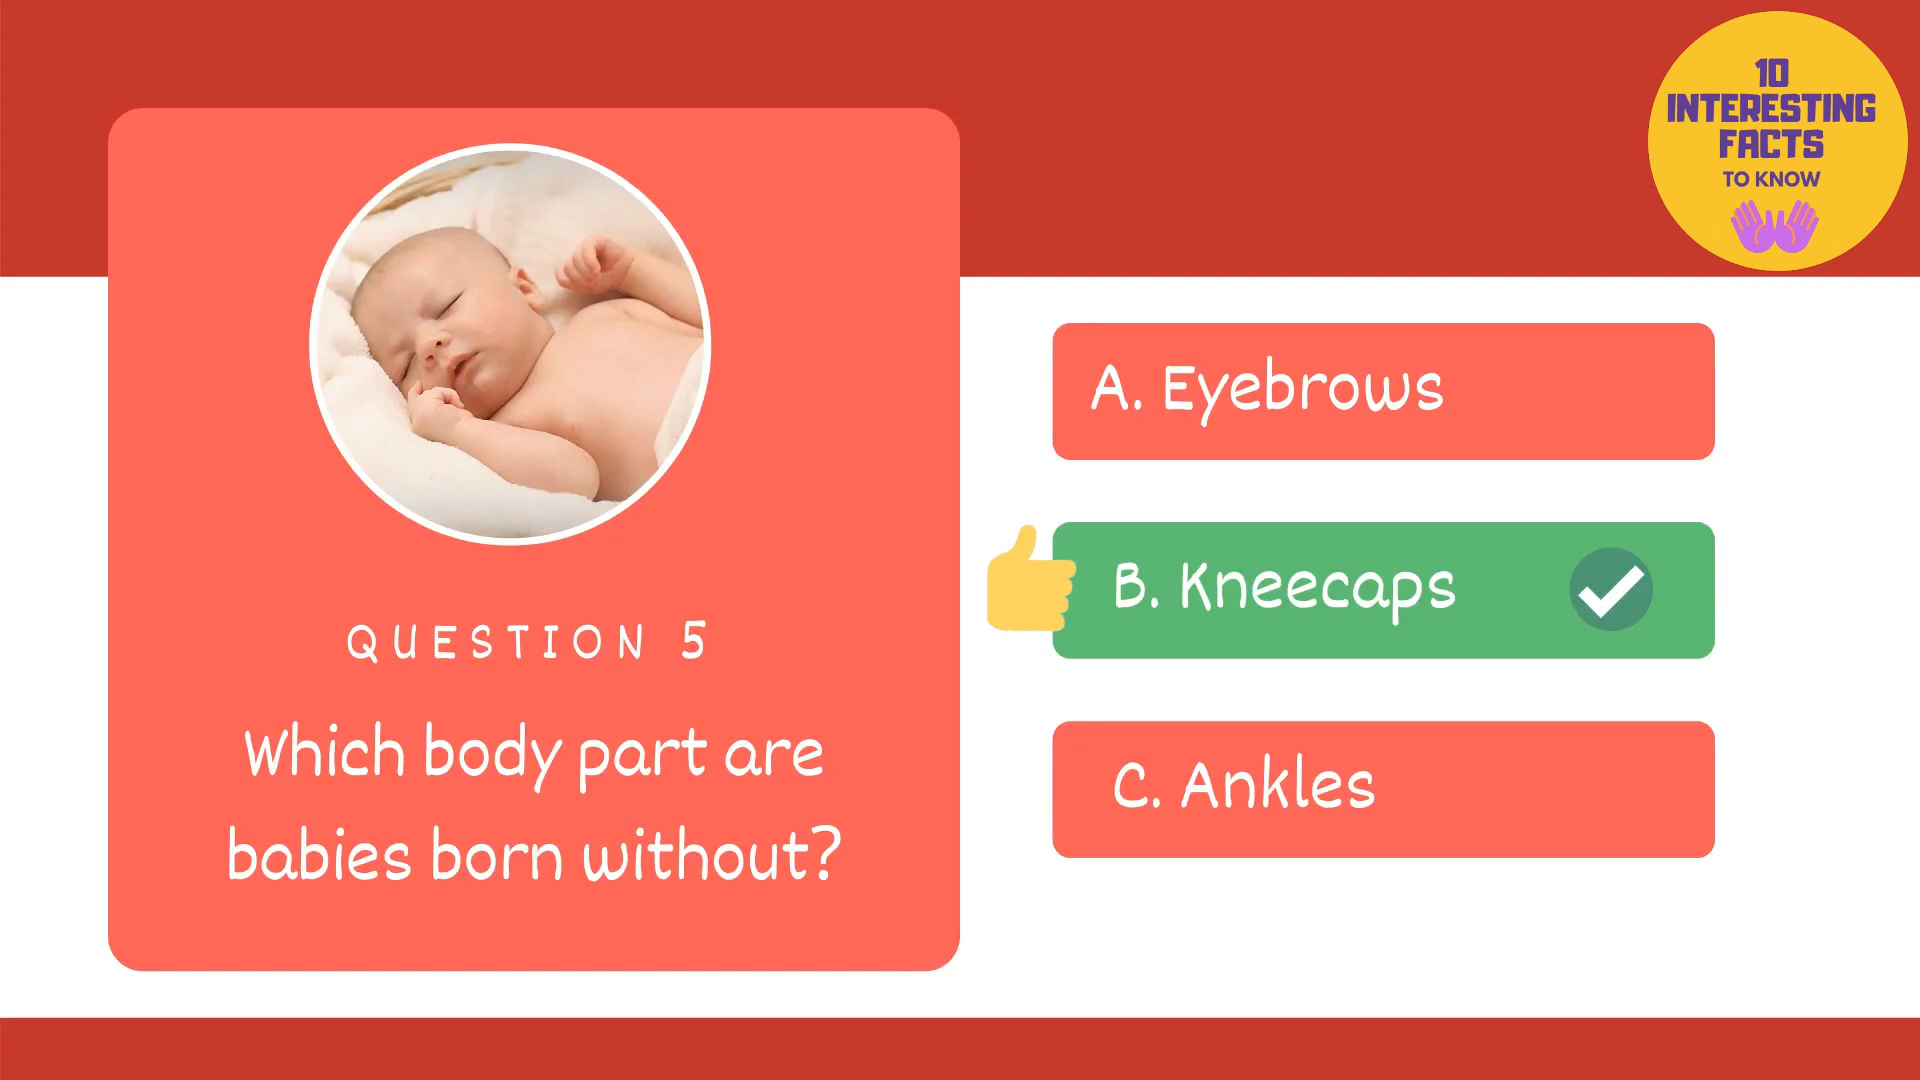 10
INTERESTING
FACTS
TO KNOW
QUESTION 5
Which body part are
babies born without?
A. Eyebrows
B. Kneecaps
C. Ankles